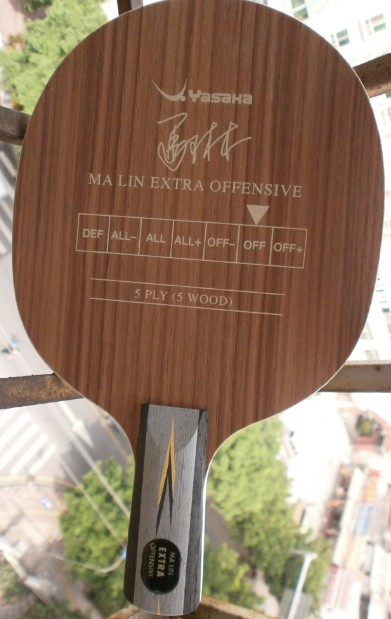 Yasaka
马林
MA LIN EXTRA OFFENSIVE
DEF ALL- ALL ALL+ OFF- OFF OFF+
5 PLY (5 WOOD)
MA LIN
EXTRA
OFFENSIVE